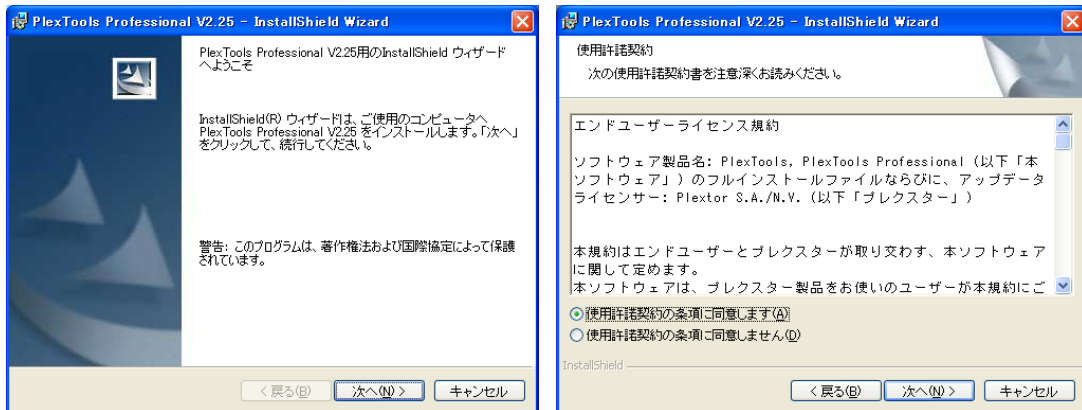 PlexTools Professional V2.25 - InstallShield Wizard
PlexTools Professional V2.25用のInstallShield ウィザード
へようこそ
InstallShield(R) ウィザードは、ご使用のコンピュータへ
PlexTools Professional V2.25 をインストールします。「次へ」
をクリックして、続行してください。
警告: このプログラムは、著作権法および国際協定によって保護
されています。
< 戻る(B)
次へ(N) >
キャンセル
PlexTools Professional V2.25 - InstallShield Wizard
使用許諾契約
次の使用許諾契約書を注意深くお読みください。
エンドユーザーライセンス規約
ソフトウェア製品名: PlexTools, PlexTools Professional (以下「本
ソフトウェア」) のフルインストールファイルならびに、アップデータ
ライセンサー: Plextor S.A./N.V. (以下「プレクスター」)
本規約はエンドユーザーとプレクスターが取り交わす、本ソフトウェア
に関して定めます。
本ソフトウェアは、プレクスター製品をお使いのユーザーが本規約にご
使用許諾契約の条項に同意します(A)
使用許諾契約の条項に同意しません(D)
InstallShield
< 戻る(B)
次へ(N) >
キャンセル